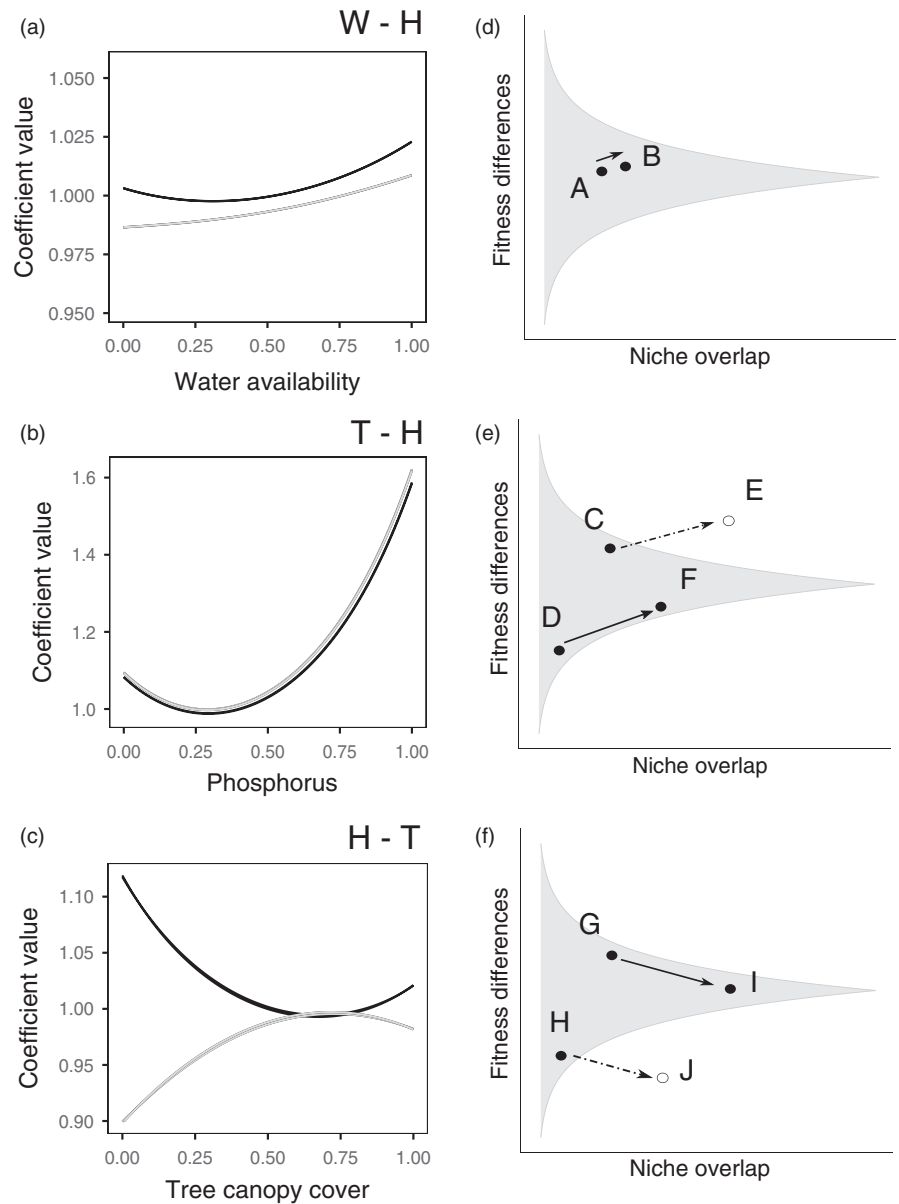 (a)
W - H
Coefficient value
1.050
1.025
1.000
0.975
0.950
0.00 0.25 0.50 0.75 1.00
Water availability
(d)
Fitness differences
A
B
Niche overlap
(b)
T - H
Coefficient value
1.6
1.4
1.2
1.0
0.00 0.25 0.50 0.75 1.00
Phosphorus
(e)
Fitness differences
C
E
D
F
Niche overlap
(c)
H - T
Coefficient value
1.10
1.05
1.00
0.95
0.90
0.00 0.25 0.50 0.75 1.00
Tree canopy cover
(f)
Fitness differences
G
I
H
J
Niche overlap